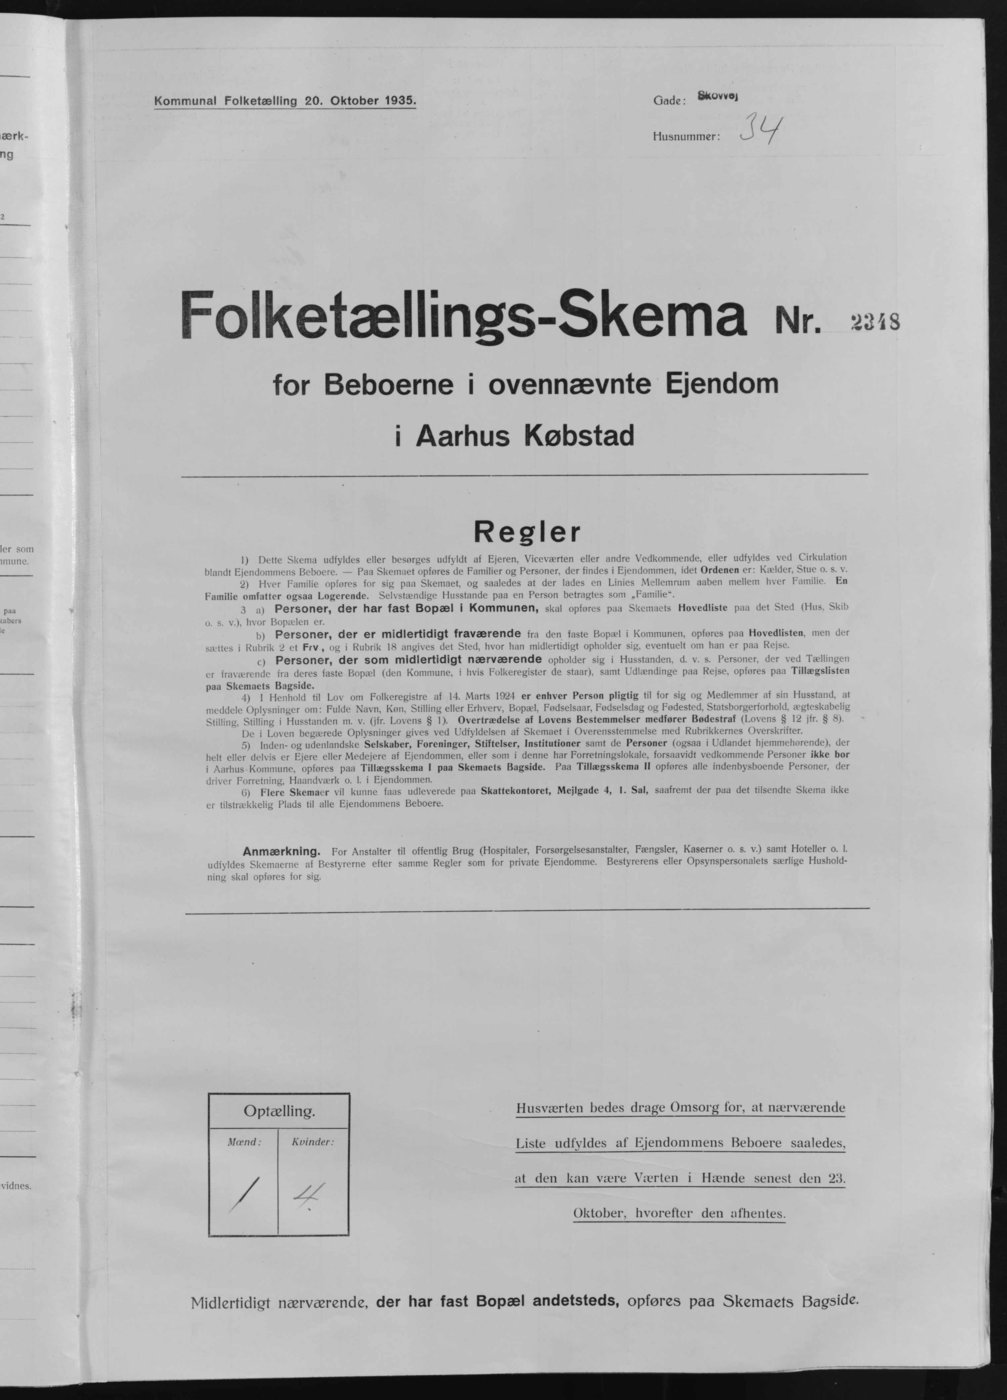 Kommunal Folketælling 20. Oktober 1935.
Gade: Skovvej
Husnummer: 34
Folketællings-Skema Nr. 2348
for Beboerne i ovennævnte Ejendom
i Aarhus Købstad
Regler
1) Dette Skema udfyldes eller besørges udfyldt af Ejeren, Viceværten eller andre Vedkommende, eller udfyldes ved Cirkulation
blandt Ejendommens Beboere. — Paa Skemaet opføres de Familier og Personer, der findes i Ejendommen, idet Ordenen er: Kælder, Stue o. s. v.
2) Hver Familie opføres for sig paa Skemaet, og saaledes at der lades en Linies Mellemrum aaben mellem hver Familie. En
Familie omfatter ogsaa Logerende. Selvstændige Husstande paa en Person betragtes som „Familie".
3 a) Personer, der har fast Bopæl i Kommunen, skal opføres paa Skemaets Hovedliste paa det Sted (Hus, Skib
o. s. v.), hvor Bopælen er.
b) Personer, der er midlertidigt fraværende fra den faste Bopæl i Kommunen, opføres paa Hovedlisten, men der
sættes i Rubrik 2 et Frv, og i Rubrik 18 angives det Sted, hvor han midlertidigt opholder sig, eventuelt om han er paa Rejse.
c) Personer, der som midlertidigt nærværende opholder sig i Husstanden, d. v. s. Personer, der ved Tællingen
er fraværende fra deres faste Bopæl (den Kommune, i hvis Folkeregister de staar), samt Udlændinge paa Rejse, opføres paa Tillægslisten
paa Skemaets Bagside.
4) I Henhold til Lov om Folkeregistre af 14. Marts 1924 er enhver Person pligtig til for sig og Medlemmer af sin Husstand, at
meddele Oplysninger om: Fulde Navn, Køn, Stilling eller Erhverv, Bopæl, Fødselsaar, Fødselsdag og Fødested, Statsborgerforhold, ægteskabelig
Stilling, Stilling i Husstanden m. v. (jfr. Lovens § 1). Overtrædelse af Lovens Bestemmelser medfører Bødestraf (Lovens § 12 jfr. § 8).
De i Loven begærede Oplysninger gives ved Udfyldelsen af Skemaet i Overensstemmelse med Rubrikkernes Overskrifter.
5) Inden- og udenlandske Selskaber, Foreninger, Stiftelser, Institutioner samt de Personer (ogsaa i Udlandet hjemmehørende), der
helt eller delvis er Ejere eller Medejere af Ejendommen, eller som i denne har Forretningslokale, forsaavidt vedkommende Personer ikke bor
i Aarhus Kommune, opføres paa Tillægsskema I paa Skemaets Bagside. Paa Tillægsskema II opføres alle indenbysboende Personer, der
driver Forretning, Haandværk o. l. i Ejendommen.
6) Flere Skemaer vil kunne faas udleverede paa Skattekontoret, Mejlgade 4, 1. Sal, saafremt der paa det tilsendte Skema ikke
er tilstrækkelig Plads til alle Ejendommens Beboere.
Anmærkning. For Anstalter til offentlig Brug (Hospitaler, Forsørgelsesanstalter, Fængsler, Kaserner o. s. v.) samt Hoteller o. l.
udfyldes Skemaerne af Bestyrerne efter samme Regler som for private Ejendomme. Bestyrerens eller Opsynspersonalets særlige Hushold-
ning skal opføres for sig.
Optælling.
Mænd: Kvinder:
1 4
Husværten bedes drage Omsorg for, at nærværende
Liste udfyldes af Ejendommens Beboere saaledes,
at den kan være Værten i Hænde senest den 23.
Oktober, hvorefter den afhentes.
Midlertidigt nærværende, der har fast Bopæl andetsteds, opføres paa Skemaets Bagside.